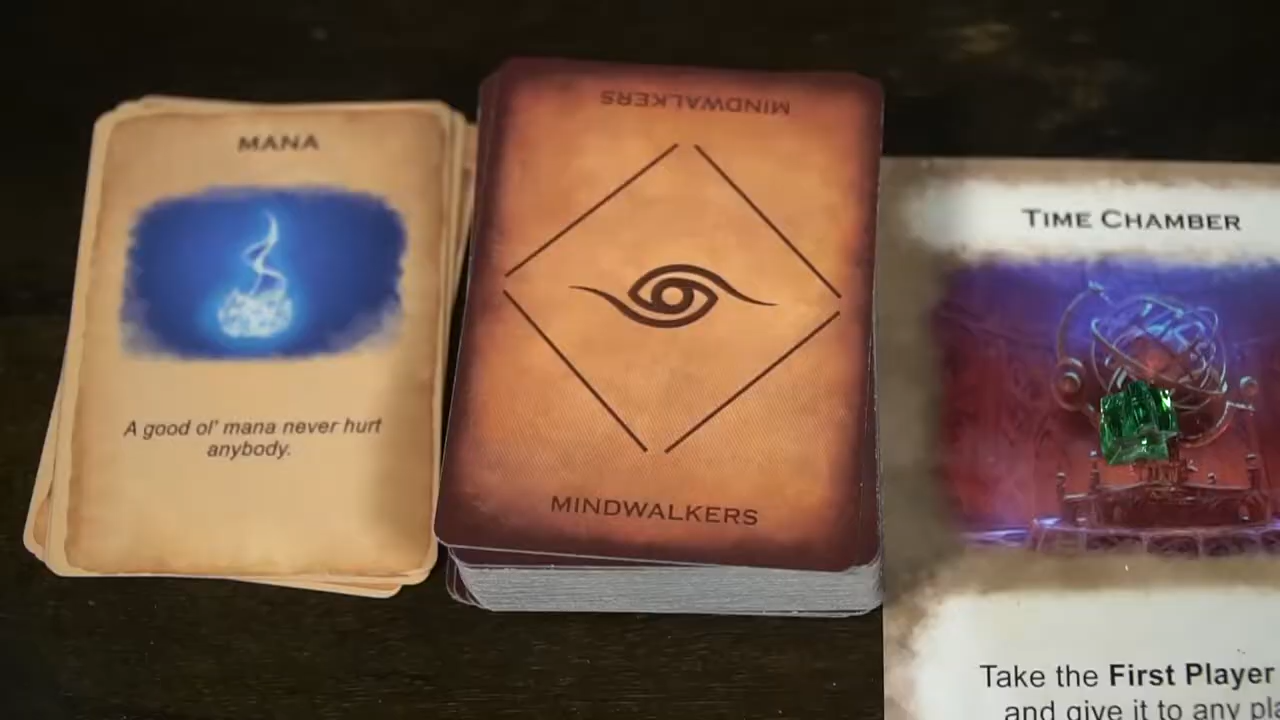 MANA
A good ol' mana never hurt
anybody.
MINDWALKERS
MINDWALKERS
TIME CHAMBER
Take the First Player
and give it to any